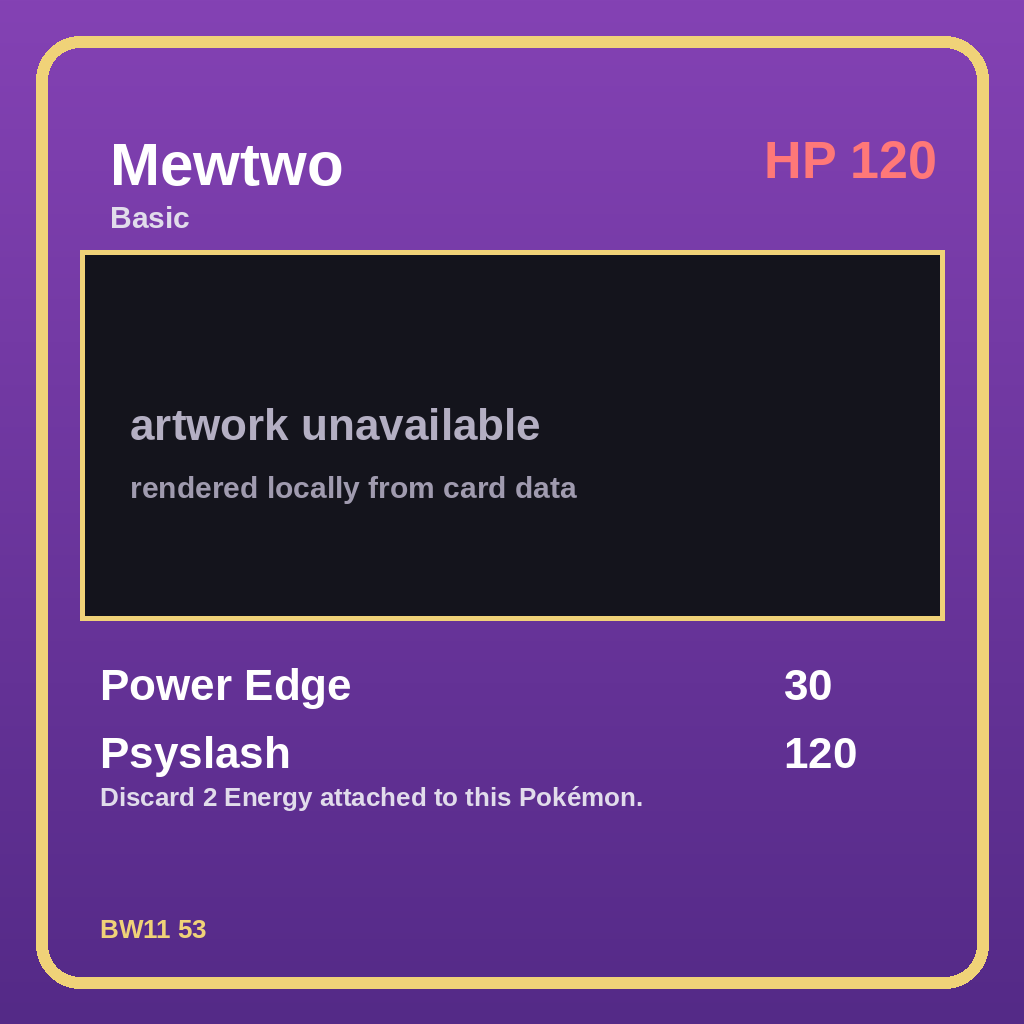 Mewtwo
HP 120
Basic
artwork unavailable
rendered locally from card data
Power Edge 30
Psyslash 120
Discard 2 Energy attached to this Pokémon.
BW11 53